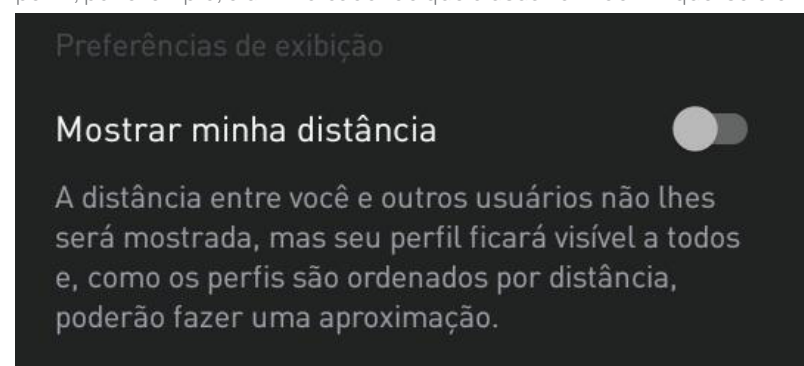 Preferências de exibição
Mostrar minha distância
A distância entre você e outros usuários não lhes
será mostrada, mas seu perfil ficará visível a todos
e, como os perfis são ordenados por distância,
poderão fazer uma aproximação.